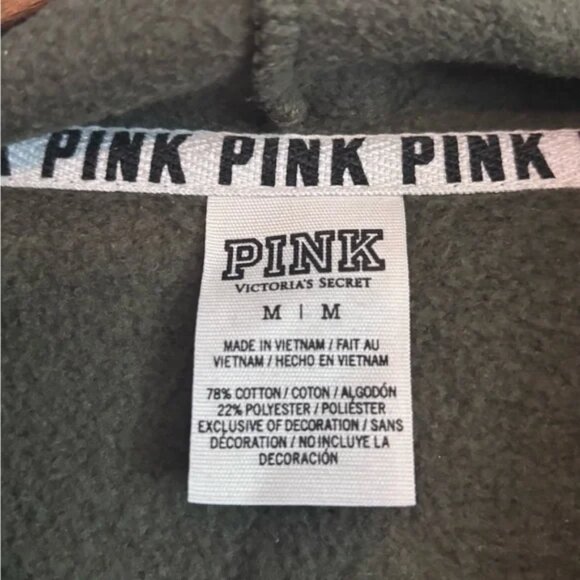 PINK PINK PINK
PINK
VICTORIA'S SECRET
M | M
MADE IN VIETNAM / FAIT AU
VIETNAM / HECHO EN VIETNAM
78% COTTON / COTON / ALGODÓN
22% POLYESTER / POLIÉSTER
EXCLUSIVE OF DECORATION / SANS
DÉCORATION / NO INCLUYE LA
DECORACIÓN